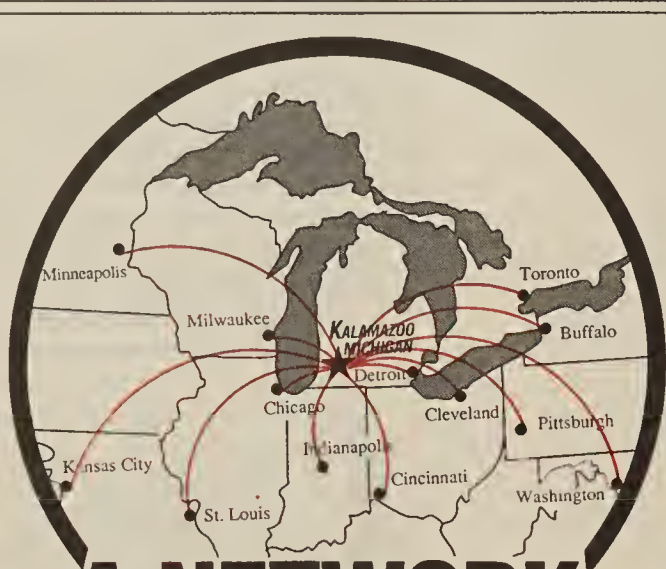 Minneapolis
Toronto
Milwaukee
KALAMAZOO
MICHIGAN
Buffalo
Detroit
Chicago
Cleveland
Pittsburgh
Indianapolis
Kansas City
Cincinnati
Washington
St. Louis
A NETWORK